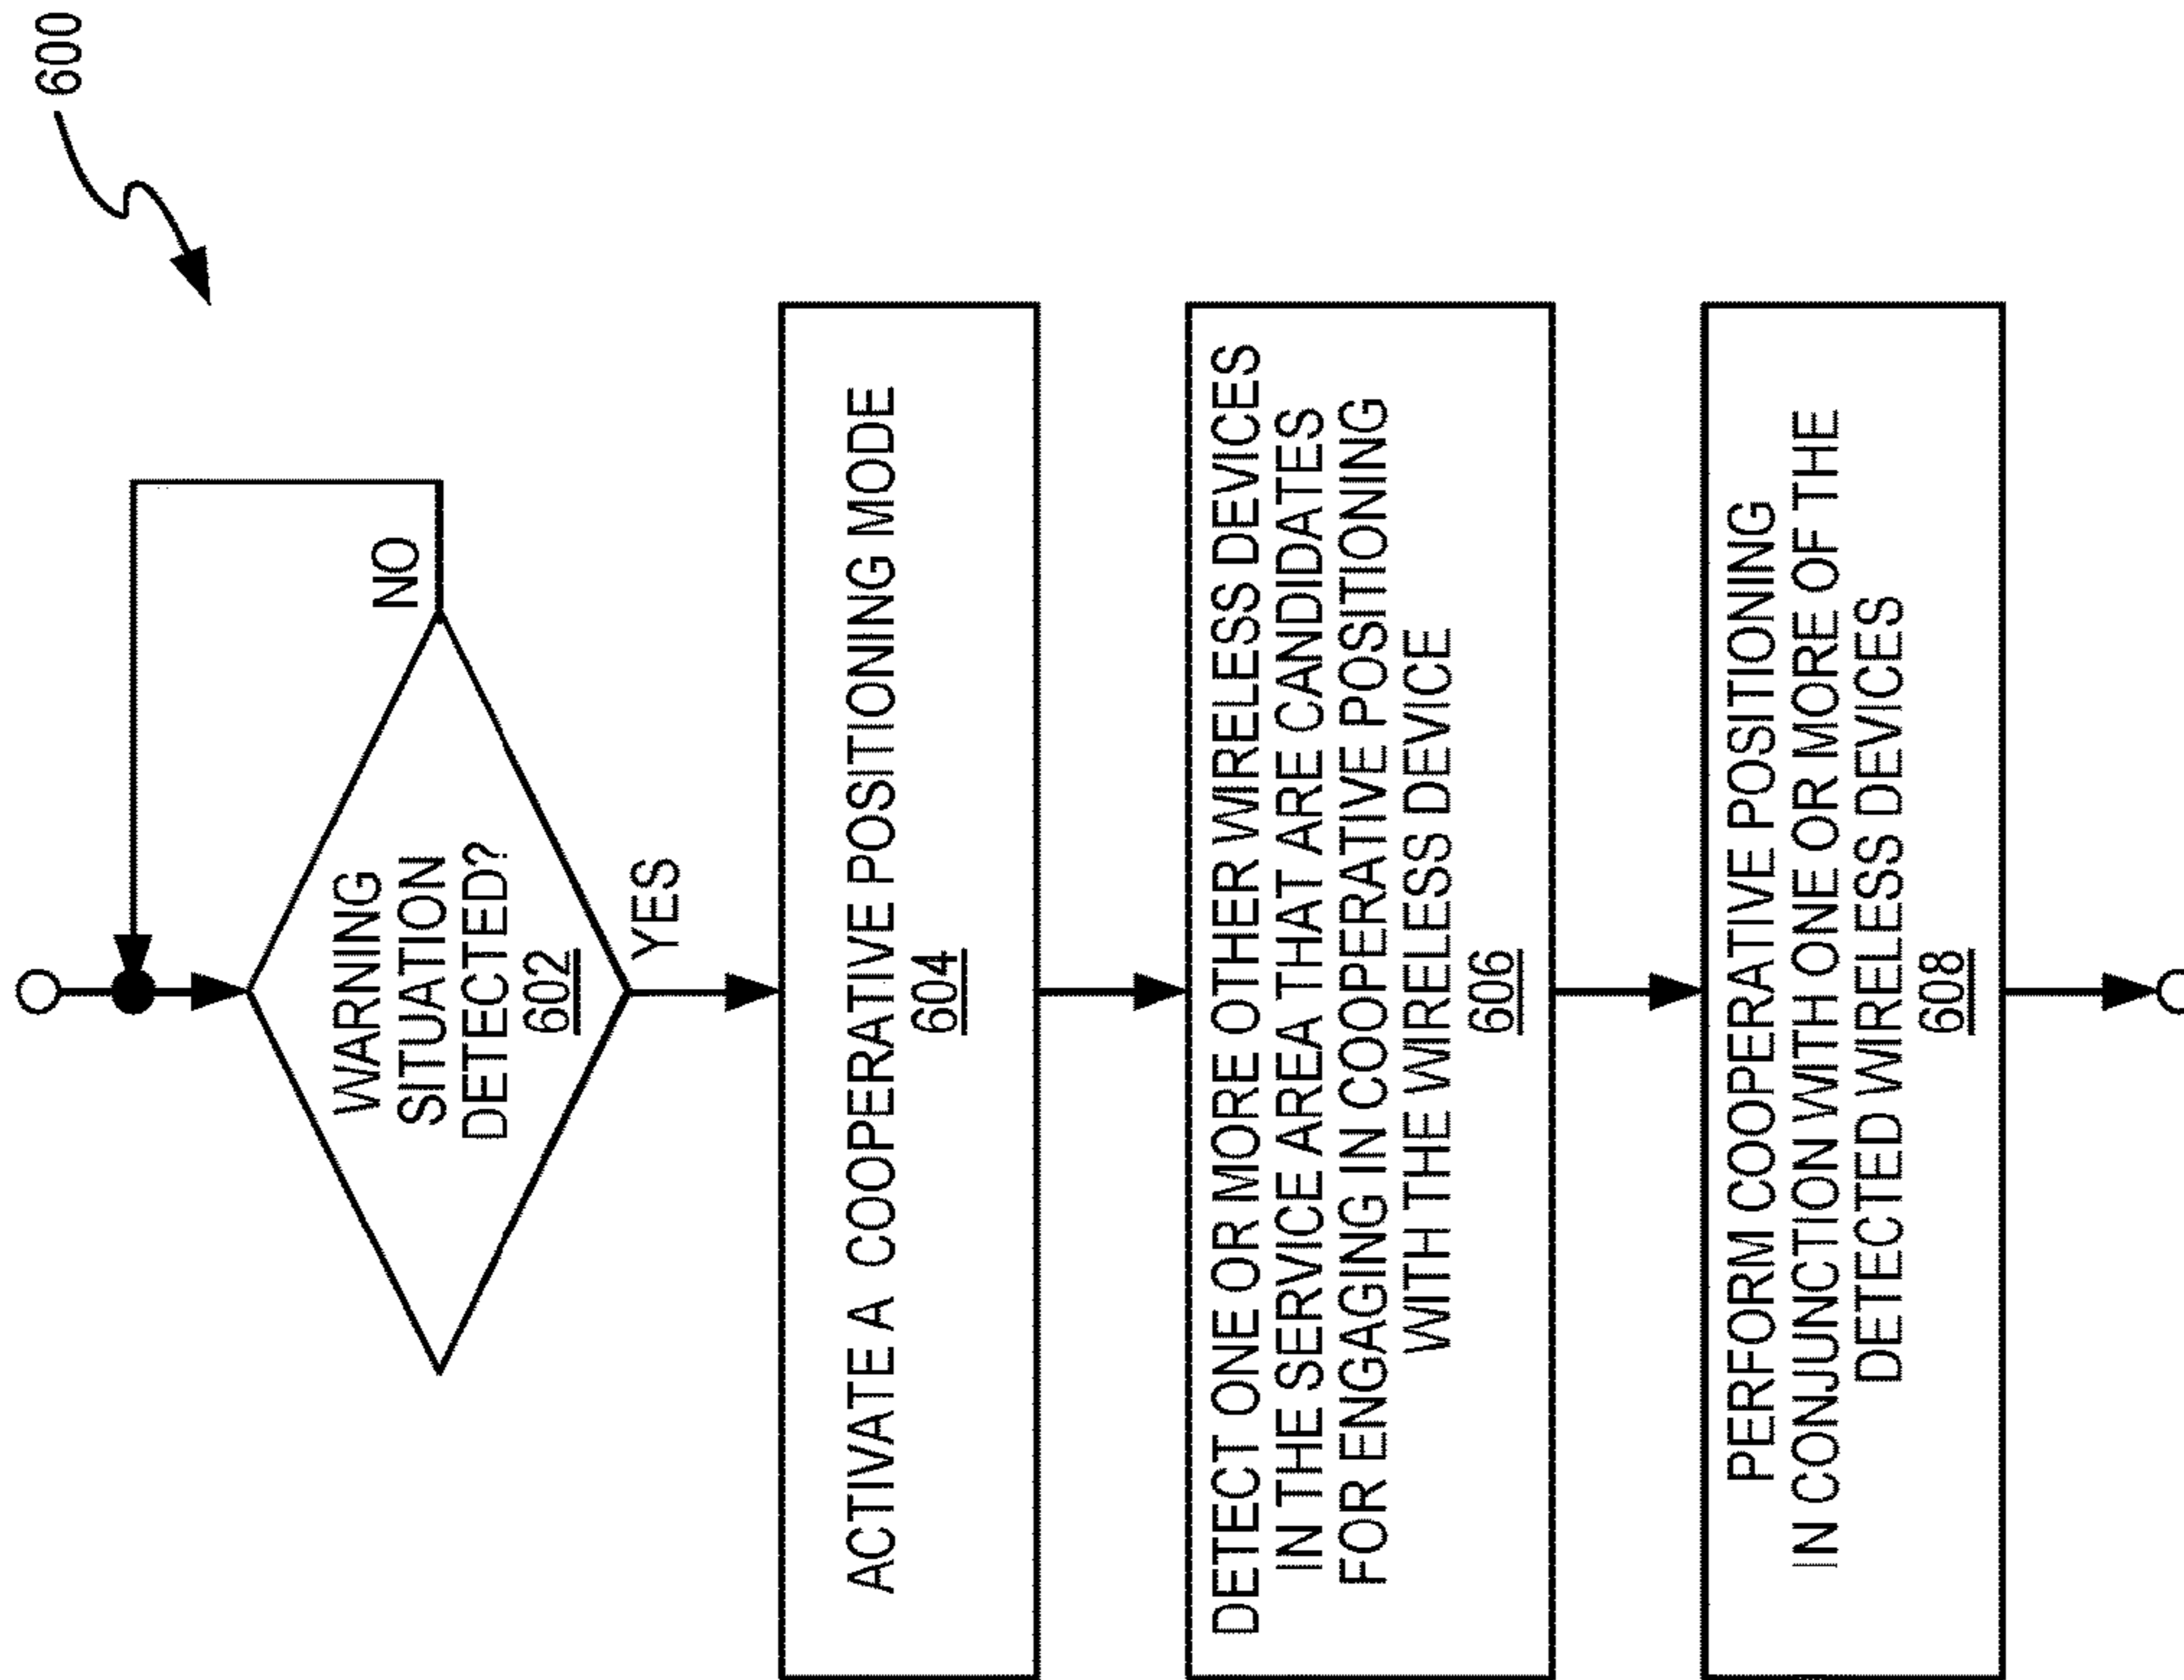 600
WARNING
SITUATION
DETECTED?
602
NO
YES
ACTIVATE A COOPERATIVE POSITIONING MODE
604
DETECT ONE OR MORE OTHER WIRELESS DEVICES
IN THE SERVICE AREA THAT ARE CANDIDATES
FOR ENGAGING IN COOPERATIVE POSITIONING
WITH THE WIRELESS DEVICE
606
PERFORM COOPERATIVE POSITIONING
IN CONJUNCTION WITH ONE OR MORE OF THE
DETECTED WIRELESS DEVICES
608